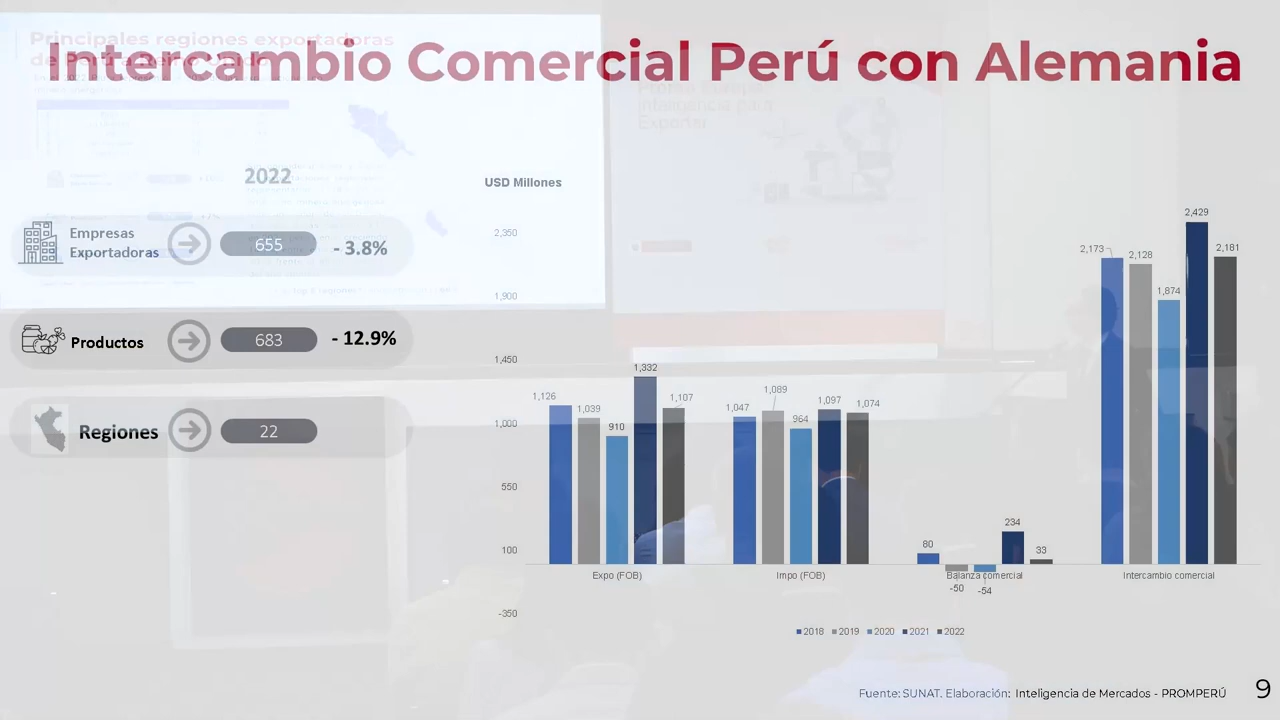 Principales regiones exportadoras
Intercambio Comercial Perú con Alemania
2022
Empresas
Exportadoras
655
- 3.8%
Productos
683
- 12.9%
Regiones
22
USD Millones
2,350
1,900
1,450
1,000
550
100
-350
1,126
1,039
910
1,332
1,107
1,047
1,089
964
1,097
1,074
80
-50
-54
234
33
2,173
2,128
1,874
2,429
2,181
Expo (FOB)
Impo (FOB)
Balanza comercial
Intercambio comercial
2018 2019 2020 2021 2022
Fuente: SUNAT. Elaboración: Inteligencia de Mercados - PROMPERÚ
9